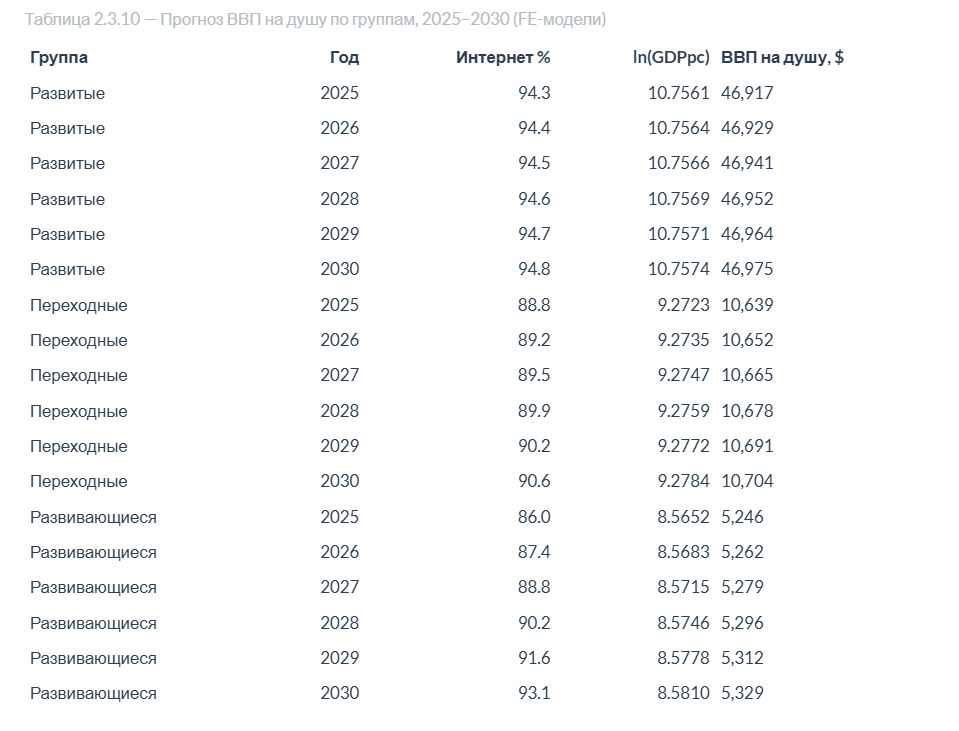 Таблица 2.3.10 — Прогноз ВВП на душу по группам, 2025–2030 (FE-модели)
Группа Год Интернет % ln(GDPpc) ВВП на душу, $
Развитые 2025 94.3 10.7561 46,917
Развитые 2026 94.4 10.7564 46,929
Развитые 2027 94.5 10.7566 46,941
Развитые 2028 94.6 10.7569 46,952
Развитые 2029 94.7 10.7571 46,964
Развитые 2030 94.8 10.7574 46,975
Переходные 2025 88.8 9.2723 10,639
Переходные 2026 89.2 9.2735 10,652
Переходные 2027 89.5 9.2747 10,665
Переходные 2028 89.9 9.2759 10,678
Переходные 2029 90.2 9.2772 10,691
Переходные 2030 90.6 9.2784 10,704
Развивающиеся 2025 86.0 8.5652 5,246
Развивающиеся 2026 87.4 8.5683 5,262
Развивающиеся 2027 88.8 8.5715 5,279
Развивающиеся 2028 90.2 8.5746 5,296
Развивающиеся 2029 91.6 8.5778 5,312
Развивающиеся 2030 93.1 8.5810 5,329